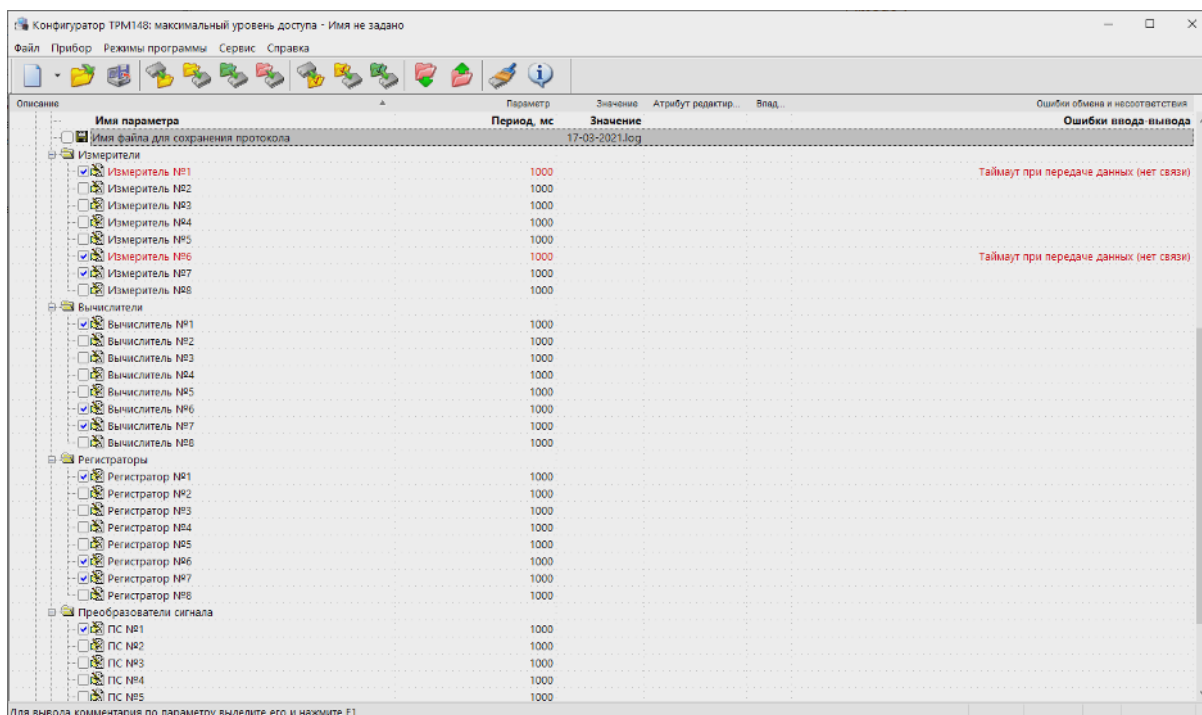 Конфигуратор ТРМ148: максимальный уровень доступа - Имя не задано
Файл Прибор Режимы программы Сервис Справка
Описание Параметр Значение Атрибут редактир... Влад... Ошибки обмена и несоответствия
Имя параметра Период, мс Значение Ошибки ввода-вывода
Имя файла для сохранения протокола 17-03-2021.log
Измерители
Измеритель №1 1000 Таймаут при передаче данных (нет связи)
Измеритель №2 1000
Измеритель №3 1000
Измеритель №4 1000
Измеритель №5 1000
Измеритель №6 1000 Таймаут при передаче данных (нет связи)
Измеритель №7 1000
Измеритель №8 1000
Вычислители
Вычислитель №1 1000
Вычислитель №2 1000
Вычислитель №3 1000
Вычислитель №4 1000
Вычислитель №5 1000
Вычислитель №6 1000
Вычислитель №7 1000
Вычислитель №8 1000
Регистраторы
Регистратор №1 1000
Регистратор №2 1000
Регистратор №3 1000
Регистратор №4 1000
Регистратор №5 1000
Регистратор №6 1000
Регистратор №7 1000
Регистратор №8 1000
Преобразователи сигнала
ПС №1 1000
ПС №2 1000
ПС №3 1000
ПС №4 1000
ПС №5 1000
Для вывода комментария по параметру выделите его и нажмите F1